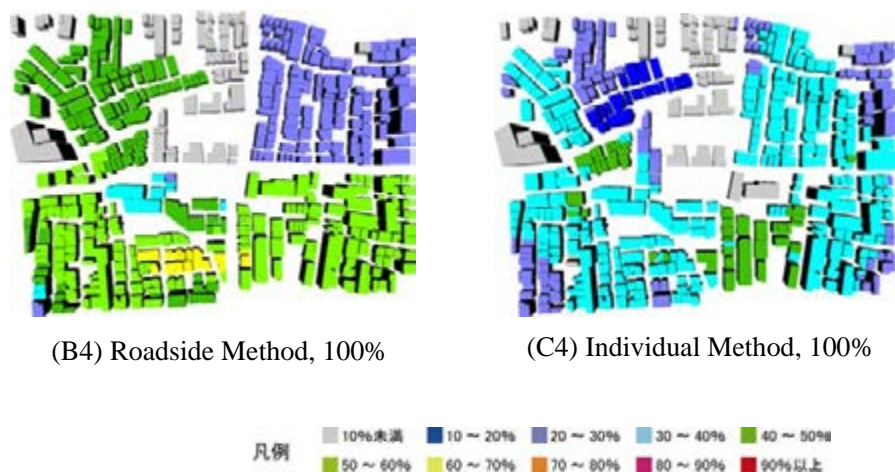 (B4) Roadside Method, 100%
(C4) Individual Method, 100%
凡例
10%未満 10～20% 20～30% 30～40% 40～50%
50～60% 60～70% 70～80% 80～90% 90%以上